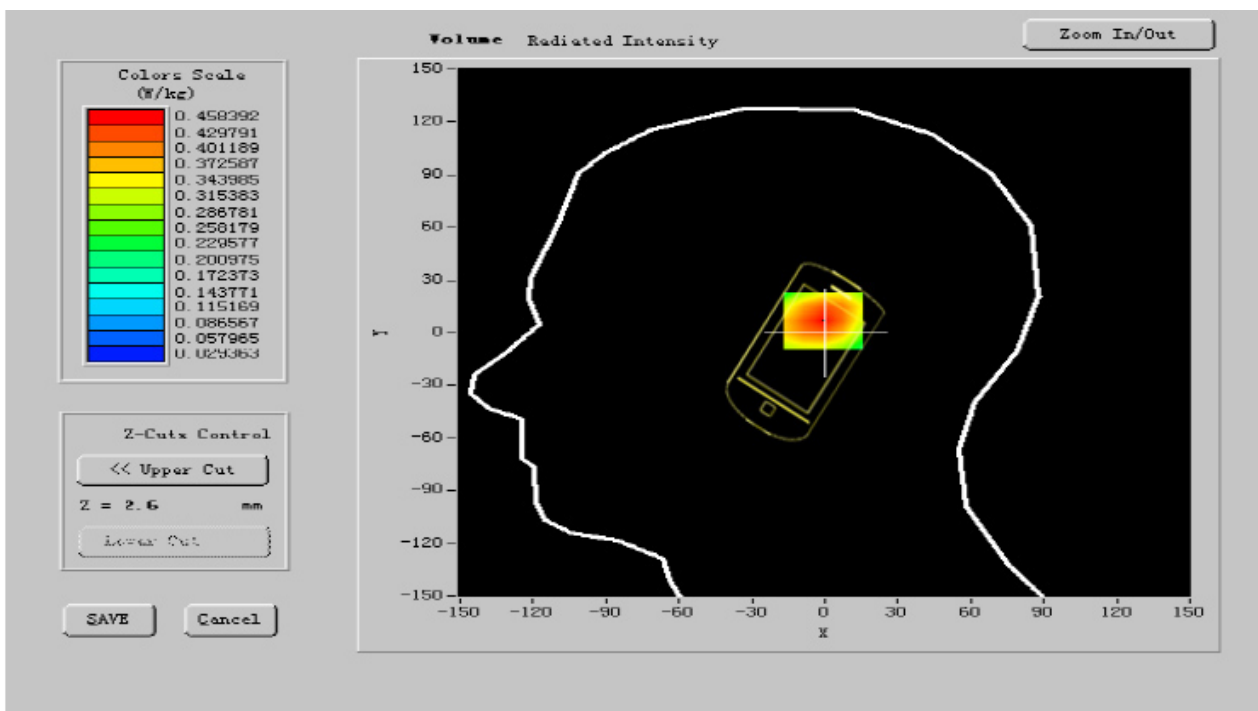 Volume Radiated Intensity
Zoom In/Out
Colors Scale
(W/kg)
0.458392
0.429791
0.401189
0.372587
0.343985
0.315383
0.286781
0.258179
0.229577
0.200975
0.172373
0.143771
0.115169
0.086567
0.057965
0.029363
Z-Cuts Control
<< Upper Cut
Z = 2.6 mm
Lower Cut
SAVE
Cancel
150
120
90
60
30
0
-30
-60
-90
-120
-150
Y
-150 -120 -90 -60 -30 0 30 60 90 120 150
X